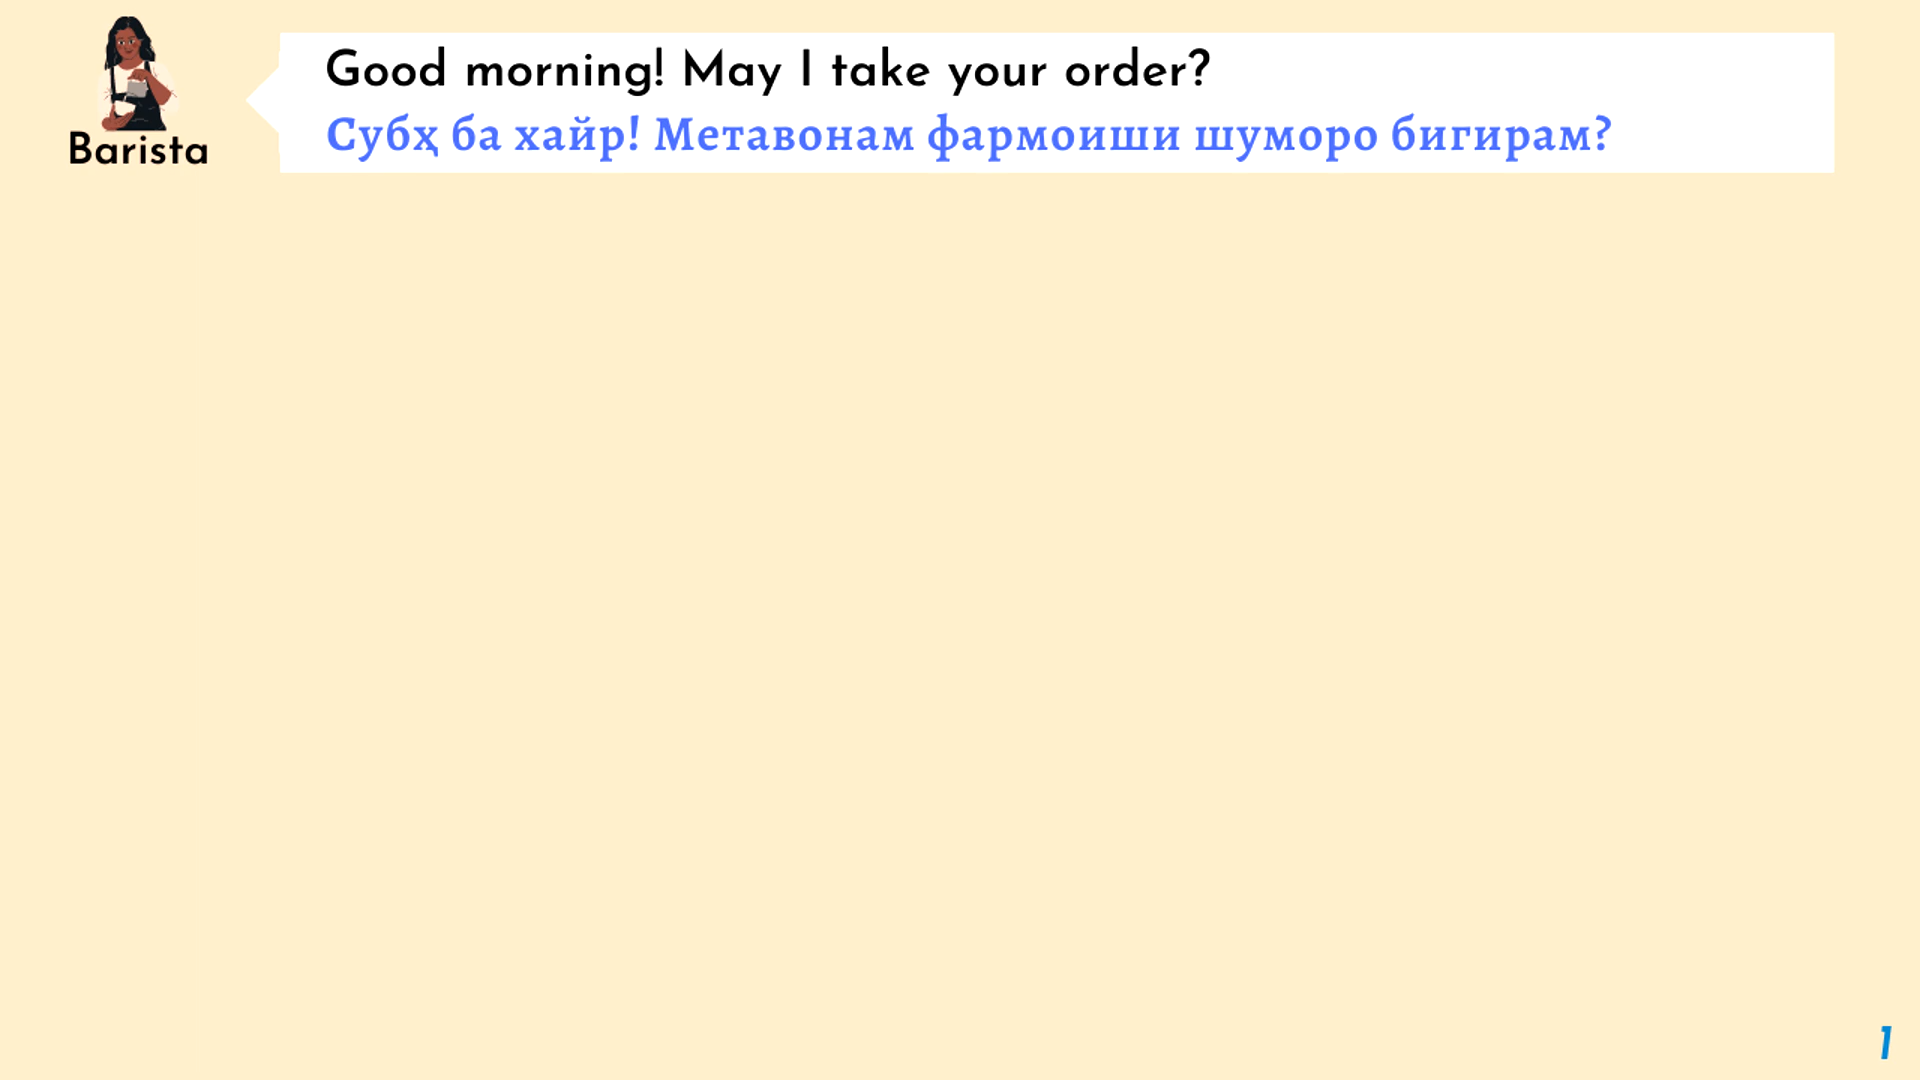 Good morning! May I take your order?
Субҳ ба хайр! Метавонам фармоиши шуморо бигирам?
Barista
1